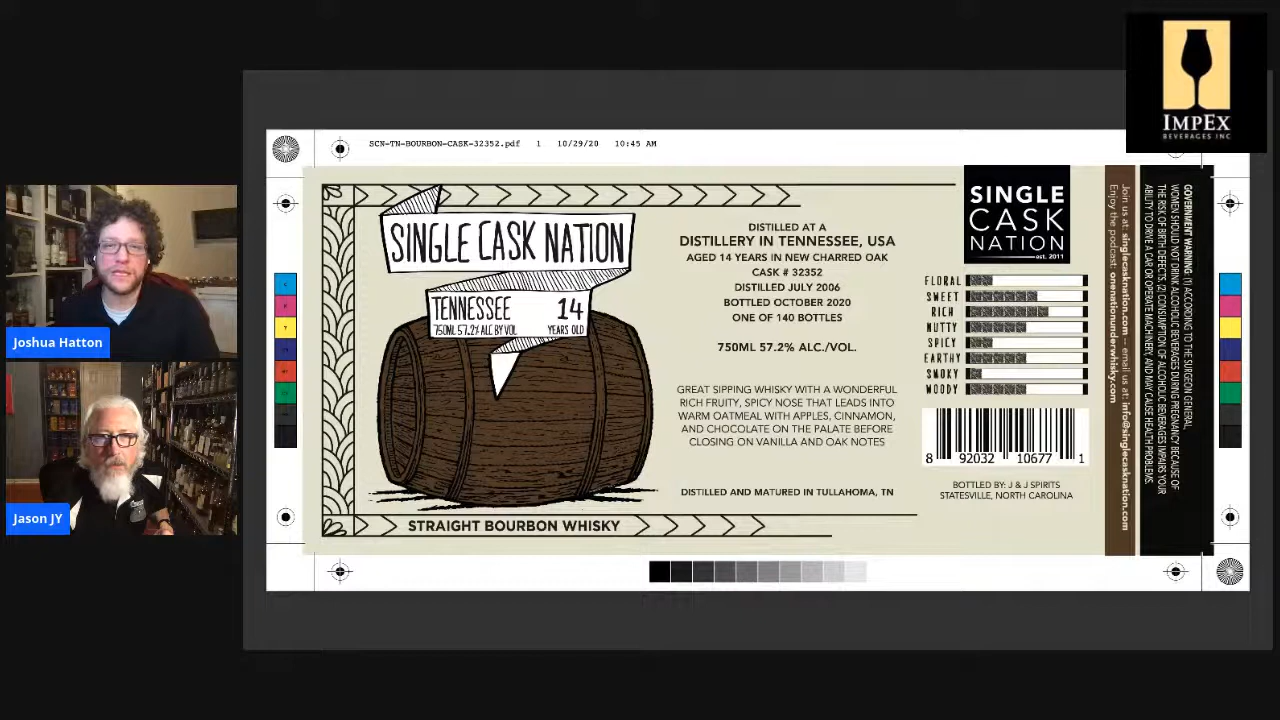 IMPEX
BEVERAGES INC
SCN-TN-BOURBON-CASK-32352.pdf 1 10/29/20 10:45 AM
SINGLE CASK NATION
TENNESSEE 14
750ML 57.2% ALC BY VOL YEARS OLD
STRAIGHT BOURBON WHISKY
DISTILLED AT A
DISTILLERY IN TENNESSEE, USA
AGED 14 YEARS IN NEW CHARRED OAK
CASK # 32352
DISTILLED JULY 2006
BOTTLED OCTOBER 2020
ONE OF 140 BOTTLES
750ML 57.2% ALC./VOL.
GREAT SIPPING WHISKY WITH A WONDERFUL
RICH FRUITY, SPICY NOSE THAT LEADS INTO
WARM OATMEAL WITH APPLES, CINNAMON,
AND CHOCOLATE ON THE PALATE BEFORE
CLOSING ON VANILLA AND OAK NOTES
DISTILLED AND MATURED IN TULLAHOMA, TN
SINGLE
CASK
NATION
est. 2011
FLORAL
SWEET
RICH
NUTTY
SPICY
EARTHY
SMOKY
WOODY
8 92032 10677 1
BOTTLED BY: J & J SPIRITS
STATESVILLE, NORTH CAROLINA
Join us at: singlecasknation.com -- email us at: info@singlecasknation.com
Enjoy the podcast: onenationunderwhisky.com
GOVERNMENT WARNING: (1) ACCORDING TO THE SURGEON GENERAL,
WOMEN SHOULD NOT DRINK ALCOHOLIC BEVERAGES DURING PREGNANCY BECAUSE OF
THE RISK OF BIRTH DEFECTS. (2) CONSUMPTION OF ALCOHOLIC BEVERAGES IMPAIRS YOUR
ABILITY TO DRIVE A CAR OR OPERATE MACHINERY, AND MAY CAUSE HEALTH PROBLEMS.
Joshua Hatton
Jason JY